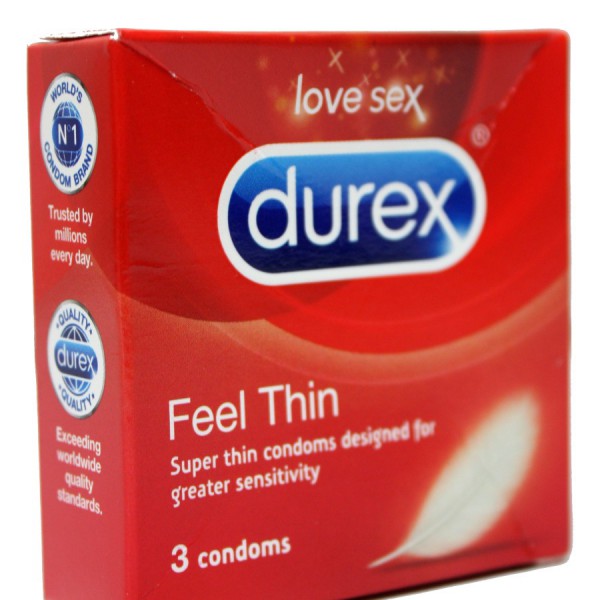 love sex
durex®
Feel Thin
Super thin condoms designed for
greater sensitivity
3 condoms
WORLD'S
N°1
CONDOM BRAND
Trusted by
millions
every day.
QUALITY
durex
QUALITY
Exceeding
worldwide
quality
standards.